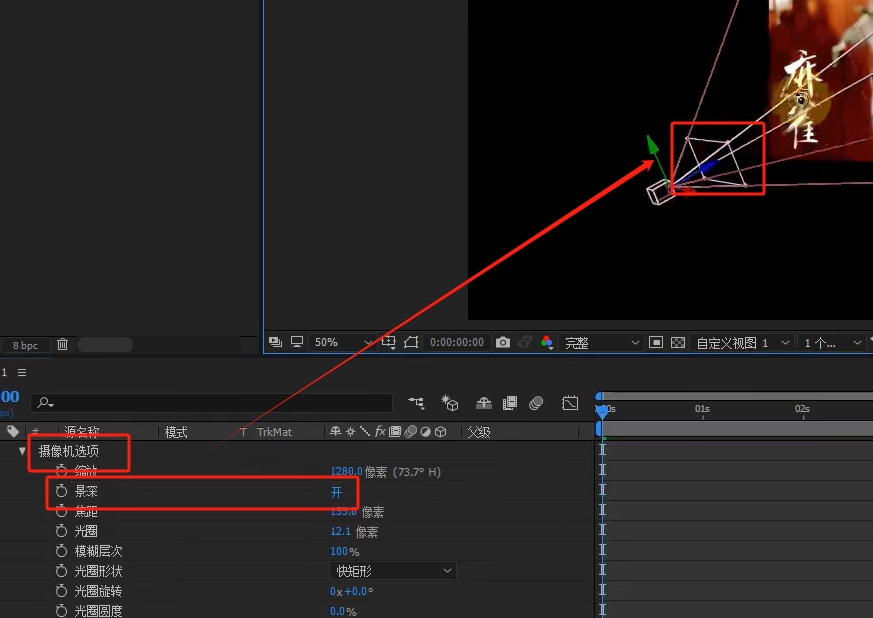 麻雀
8 bpc
50%
0:00:00:00
完整
自定义视图 1
1 个...
1
00
00s
01s
02s
# 源名称 模式 T TrkMat fx 父级
摄像机选项
缩放 1280.0 像素 (73.7° H)
景深 开
焦距 像素
光圈 12.1 像素
模糊层次 100%
光圈形状 快矩形
光圈旋转 0x+0.0°
光圈圆度 0.0%